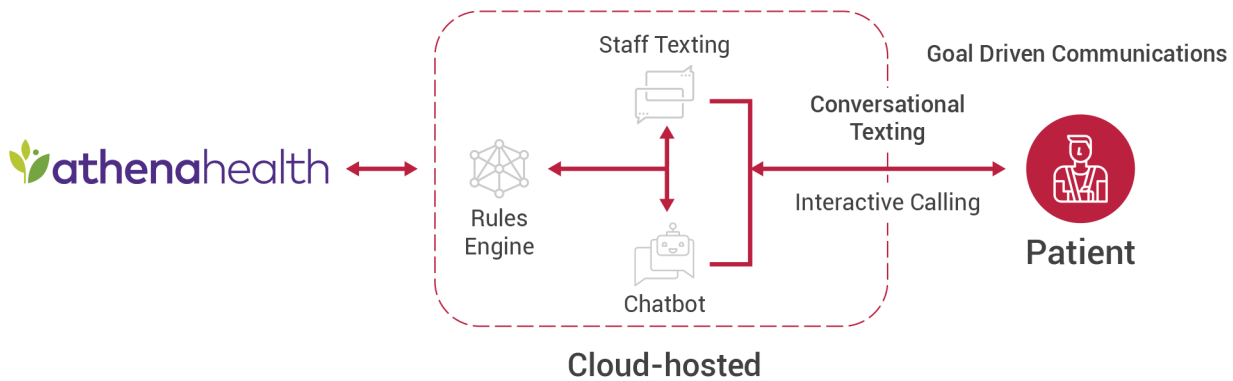 Staff Texting
Goal Driven Communications
Conversational
Texting
athenahealth
Interactive Calling
Rules
Engine
Patient
Chatbot
Cloud-hosted